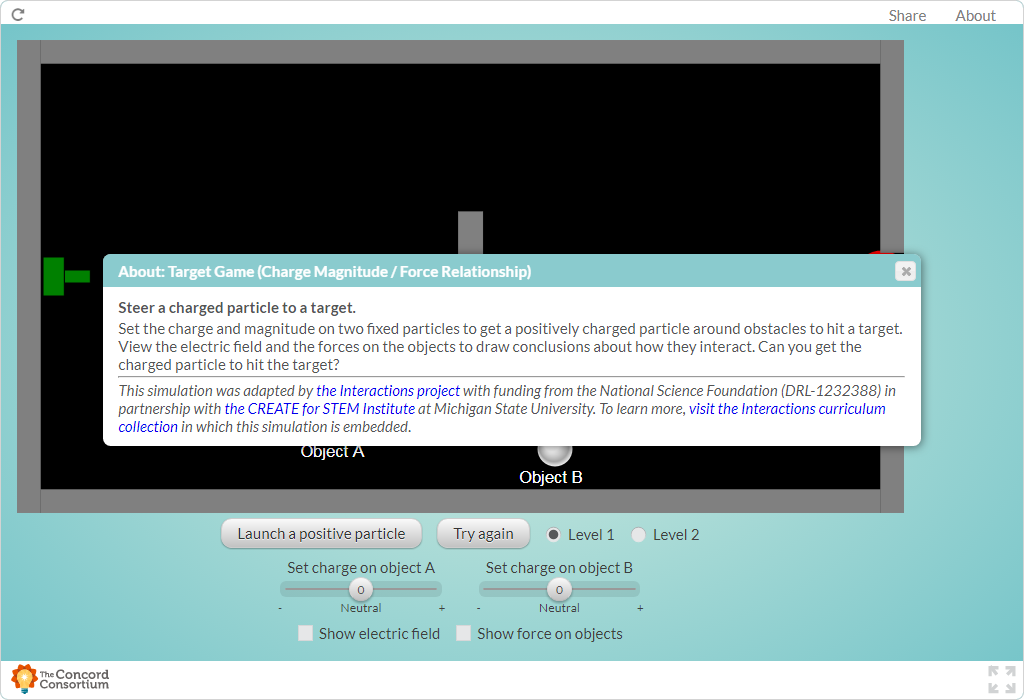 Share About
About: Target Game (Charge Magnitude / Force Relationship)
Steer a charged particle to a target.
Set the charge and magnitude on two fixed particles to get a positively charged particle around obstacles to hit a target.
View the electric field and the forces on the objects to draw conclusions about how they interact. Can you get the
charged particle to hit the target?
This simulation was adapted by the Interactions project with funding from the National Science Foundation (DRL-1232388) in
partnership with the CREATE for STEM Institute at Michigan State University. To learn more, visit the Interactions curriculum
collection in which this simulation is embedded.
Object A
Object B
Launch a positive particle Try again Level 1 Level 2
Set charge on object A Set charge on object B
0 0
- Neutral + - Neutral +
Show electric field Show force on objects
The Concord
Consortium